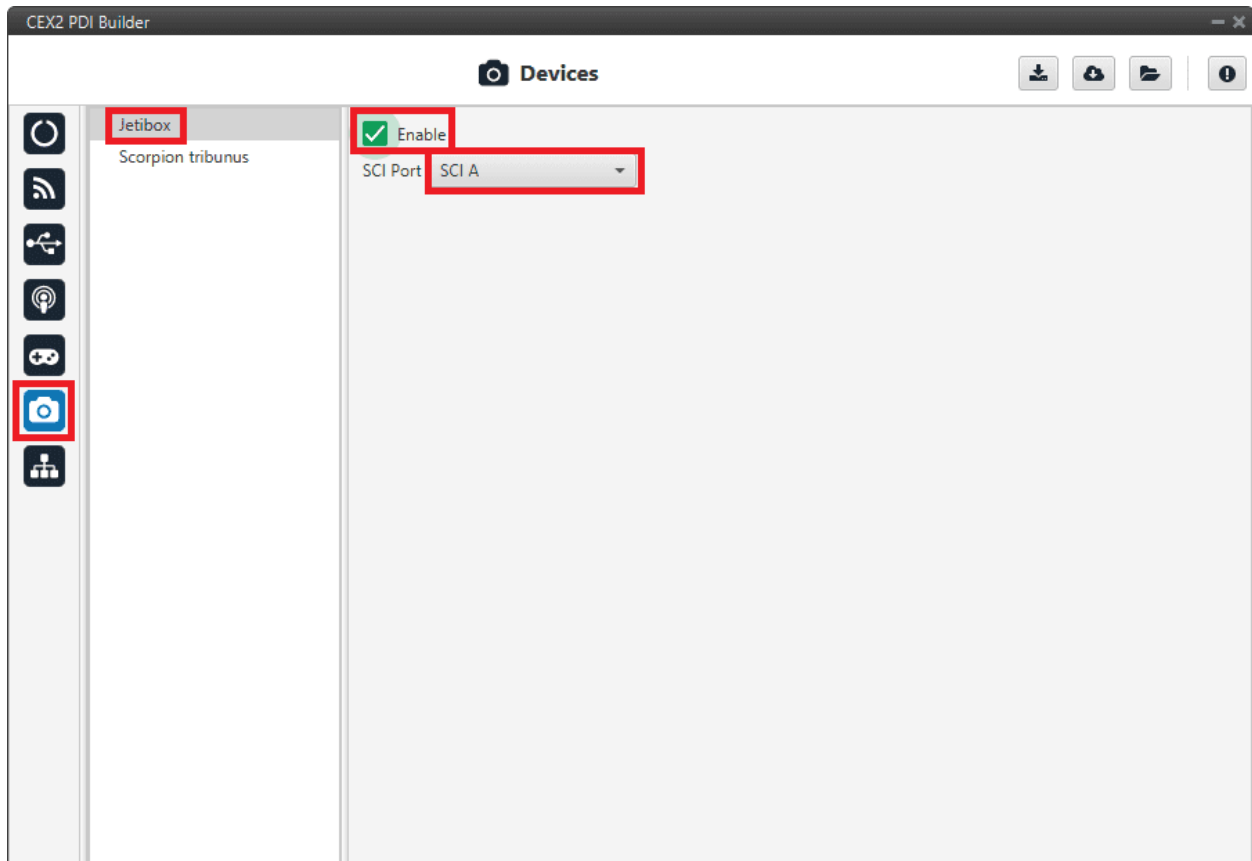 CEX2 PDI Builder
Devices
Jetibox
Scorpion tribunus
Enable
SCI Port SCI A